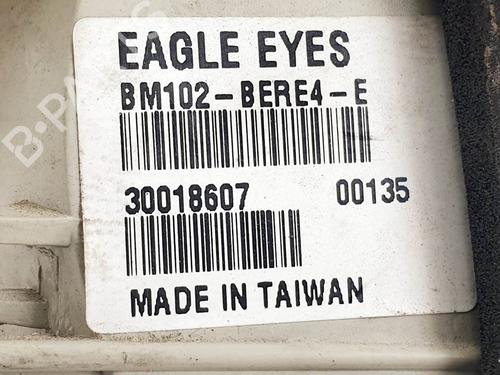 EAGLE EYES
BM102-BERE4-E
30018607 00135
MADE IN TAIWAN